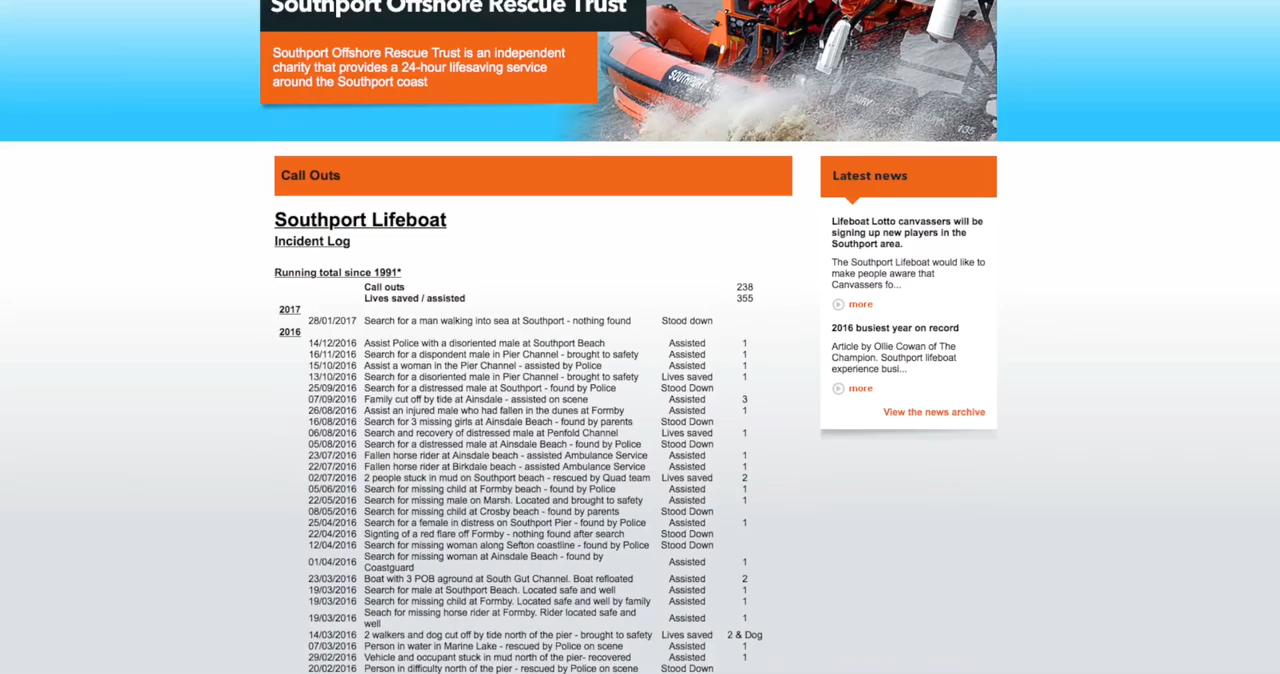 Southport Offshore Rescue Trust
Southport Offshore Rescue Trust is an independent
charity that provides a 24-hour lifesaving service
around the Southport coast
SOUTHPORT
135
Call Outs
Southport Lifeboat
Incident Log
Running total since 1991*
Call outs 238
Lives saved / assisted 355
2017
28/01/2017 Search for a man walking into sea at Southport - nothing found Stood down
2016
14/12/2016 Assist Police with a disoriented male at Southport Beach Assisted 1
16/11/2016 Search for a dispondent male in Pier Channel - brought to safety Assisted 1
15/10/2016 Assist a woman in the Pier Channel - assisted by Police Assisted 1
13/10/2016 Search for a disoriented male in Pier Channel - brought to safety Lives saved 1
25/09/2016 Search for a distressed male at Southport - found by Police Stood Down
07/09/2016 Family cut off by tide at Ainsdale - assisted on scene Assisted 3
26/08/2016 Assist an injured male who had fallen in the dunes at Formby Assisted 1
16/08/2016 Search for 3 missing girls at Ainsdale Beach - found by parents Stood Down
06/08/2016 Search and recovery of distressed male at Penfold Channel Lives saved 1
05/08/2016 Search for a distressed male at Ainsdale Beach - found by Police Stood Down
23/07/2016 Fallen horse rider at Ainsdale beach - assisted Ambulance Service Assisted 1
22/07/2016 Fallen horse rider at Birkdale beach - assisted Ambulance Service Assisted 1
02/07/2016 2 people stuck in mud on Southport beach - rescued by Quad team Lives saved 2
05/06/2016 Search for missing child at Formby beach - found by Police Assisted 1
22/05/2016 Search for missing male on Marsh. Located and brought to safety Assisted 1
08/05/2016 Search for missing child at Crosby beach - found by parents Stood Down
25/04/2016 Search for a female in distress on Southport Pier - found by Police Assisted 1
22/04/2016 Signting of a red flare off Formby - nothing found after search Stood Down
12/04/2016 Search for missing woman along Sefton coastline - found by Police Stood Down
01/04/2016 Search for missing woman at Ainsdale Beach - found by
Coastguard Assisted 1
23/03/2016 Boat with 3 POB aground at South Gut Channel. Boat refloated Assisted 2
19/03/2016 Search for male at Southport Beach. Located safe and well Assisted 1
19/03/2016 Search for missing child at Formby. Located safe and well by family Assisted 1
19/03/2016 Seach for missing horse rider at Formby. Rider located safe and
well Assisted 1
14/03/2016 2 walkers and dog cut off by tide north of the pier - brought to safety Lives saved 2 & Dog
07/03/2016 Person in water in Marine Lake - rescued by Police on scene Assisted 1
29/02/2016 Vehicle and occupant stuck in mud north of the pier- recovered Assisted 1
20/02/2016 Person in difficulty north of the pier - rescued by Police on scene Stood Down
Latest news
Lifeboat Lotto canvassers will be
signing up new players in the
Southport area.
The Southport Lifeboat would like to
make people aware that
Canvassers fo...
more
2016 busiest year on record
Article by Ollie Cowan of The
Champion. Southport lifeboat
experience busi...
more
View the news archive